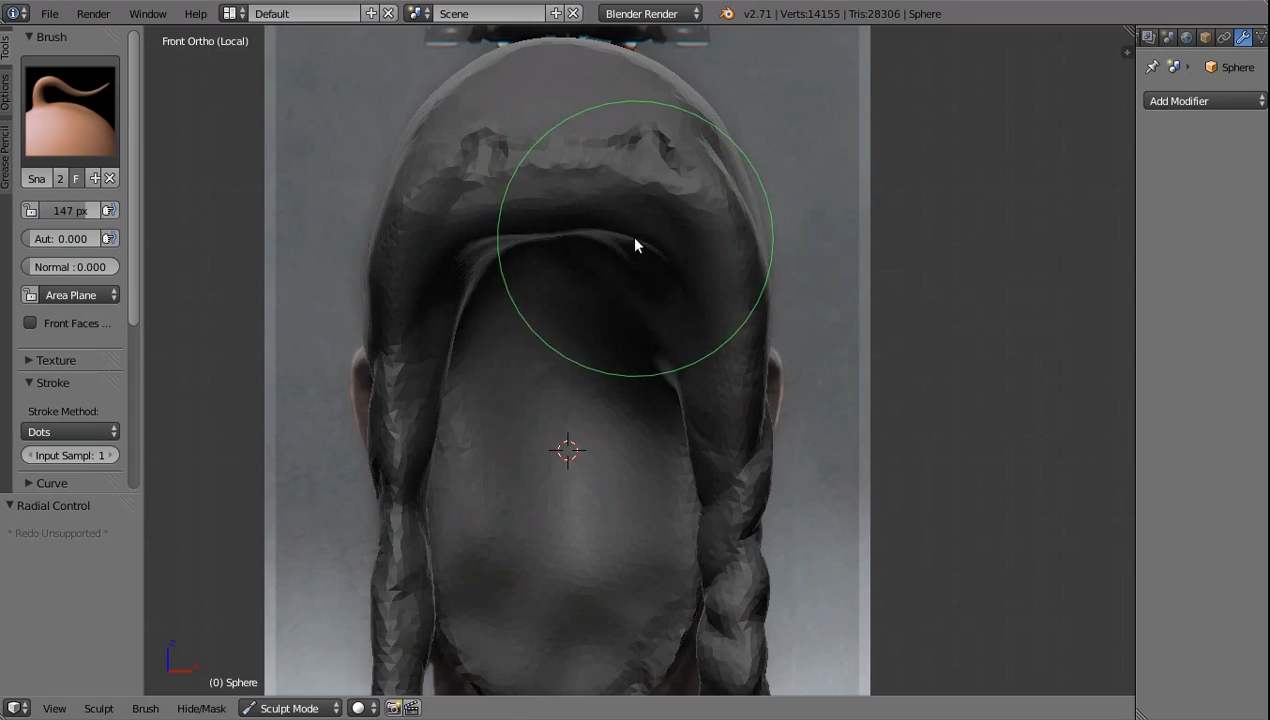 File Render Window Help Default Scene Blender Render v2.71 | Verts:14155 | Tris:28306 | Sphere
Brush
Front Ortho (Local)
Tools
Options
Grease Pencil
Sna 2 F
147 px
Aut: 0.000
Normal : 0.000
Area Plane
Front Faces ...
Texture
Stroke
Stroke Method:
Dots
Input Sampl: 1
Curve
Radial Control
* Redo Unsupported *
Sphere
Add Modifier
z
x
(0) Sphere
View Sculpt Brush Hide/Mask Sculpt Mode